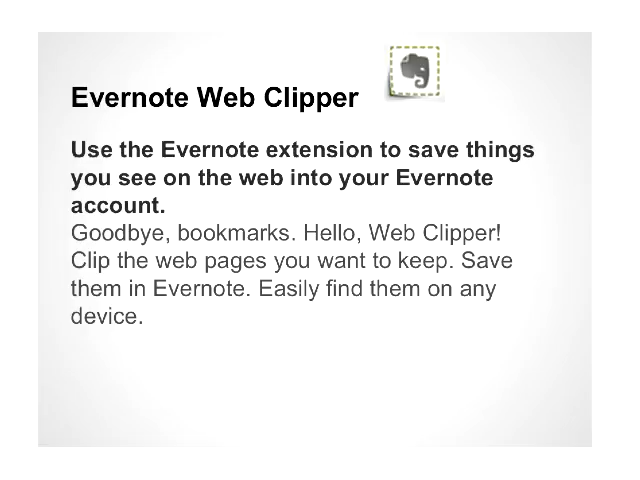 Evernote Web Clipper
Use the Evernote extension to save things
you see on the web into your Evernote
account.
Goodbye, bookmarks. Hello, Web Clipper!
Clip the web pages you want to keep. Save
them in Evernote. Easily find them on any
device.